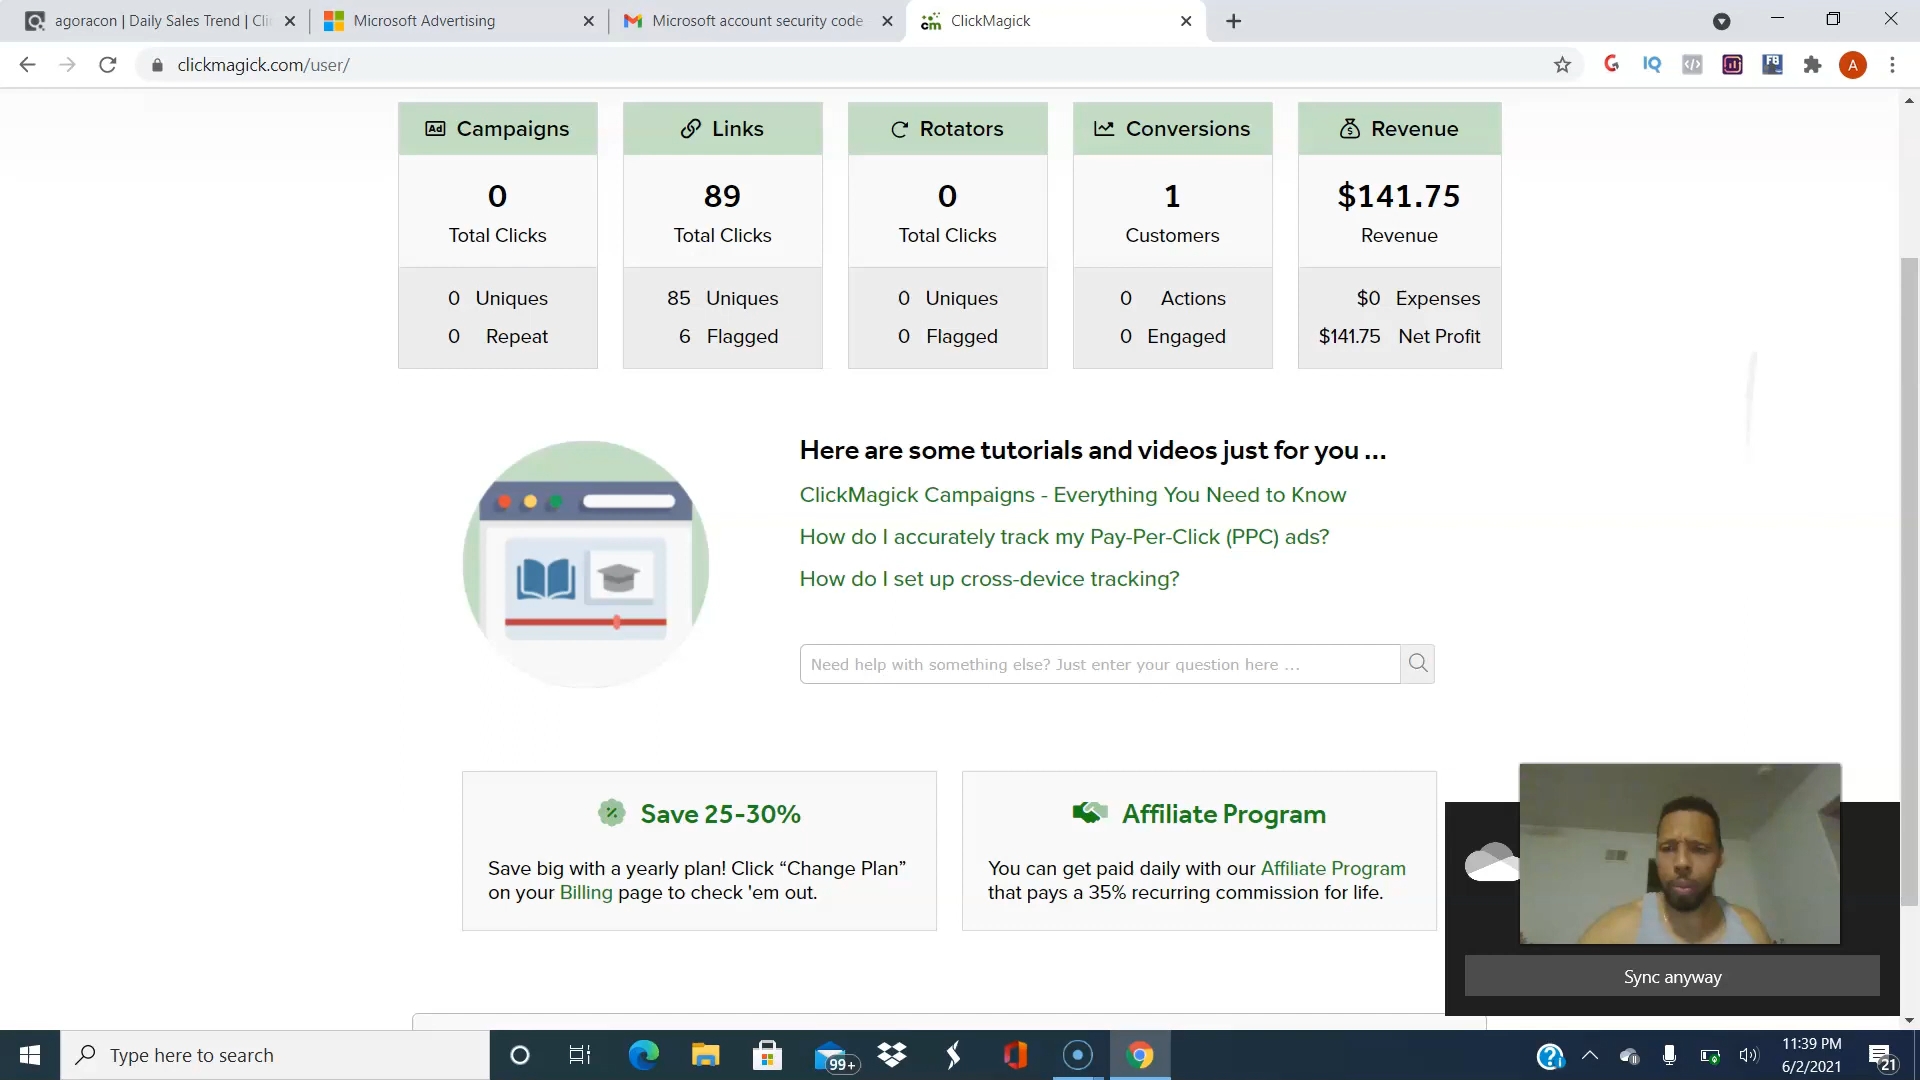 agoracon | Daily Sales Trend | Cli
Microsoft Advertising
Microsoft account security code
cm ClickMagick
clickmagick.com/user/
IQ
A
Ad Campaigns
0
Total Clicks
0 Uniques
0 Repeat
Links
89
Total Clicks
85 Uniques
6 Flagged
Rotators
0
Total Clicks
0 Uniques
0 Flagged
Conversions
1
Customers
0 Actions
0 Engaged
Revenue
$141.75
Revenue
$0 Expenses
$141.75 Net Profit
Here are some tutorials and videos just for you ...
ClickMagick Campaigns - Everything You Need to Know
How do I accurately track my Pay-Per-Click (PPC) ads?
How do I set up cross-device tracking?
Need help with something else? Just enter your question here ...
Save 25-30%
Save big with a yearly plan! Click “Change Plan”
on your Billing page to check 'em out.
Affiliate Program
You can get paid daily with our Affiliate Program
that pays a 35% recurring commission for life.
Sync anyway
Type here to search
99+
11:39 PM
6/2/2021
21